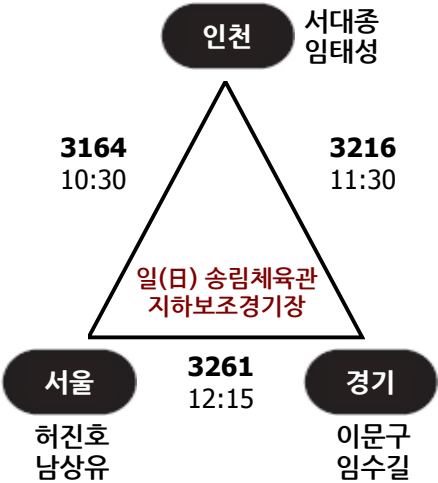 인천
서대종
임태성
3164
10:30
3216
11:30
일(日) 송림체육관
지하보조경기장
서울
3261
12:15
경기
허진호
남상유
이문구
임수길